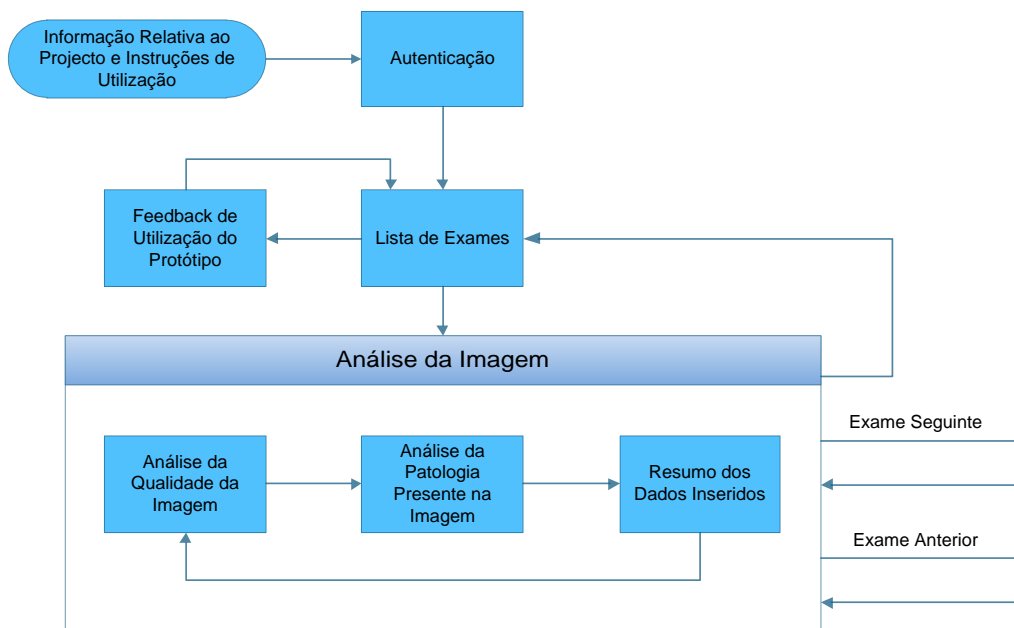 Informação Relativa ao
Projecto e Instruções de
Utilização
Autenticação
Feedback de
Utilização do
Protótipo
Lista de Exames
Análise da Imagem
Análise da
Qualidade da
Imagem
Análise da
Patologia
Presente na
Imagem
Resumo dos
Dados Inseridos
Exame Seguinte
Exame Anterior